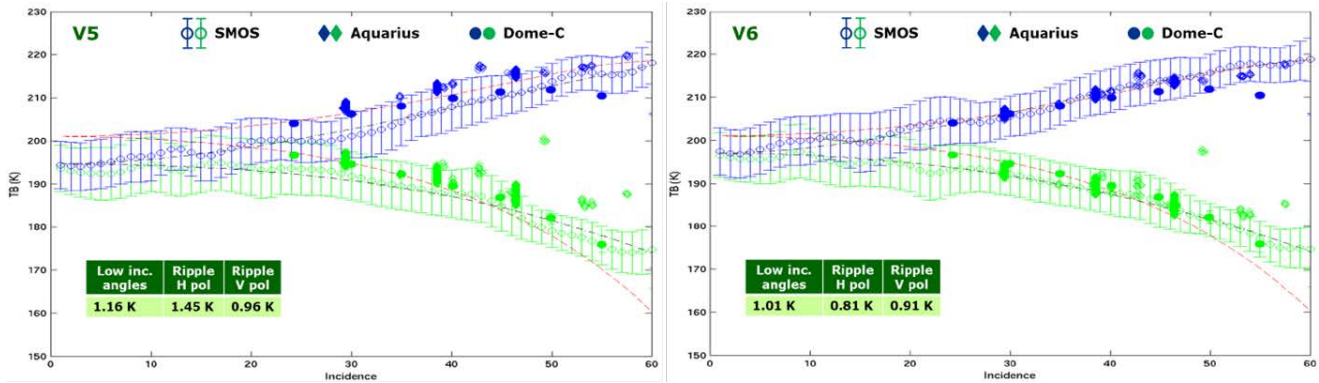 V5 SMOS Aquarius Dome-C
230
220
210
200
190
180
170
160
150
TB (K)
Low inc. angles Ripple H pol Ripple V pol
1.16 K 1.45 K 0.96 K
0 10 20 30 40 50 60
Incidence
V6 SMOS Aquarius Dome-C
230
220
210
200
190
180
170
160
150
TB (K)
Low inc. angles Ripple H pol Ripple V pol
1.01 K 0.81 K 0.91 K
0 10 20 30 40 50 60
Incidence